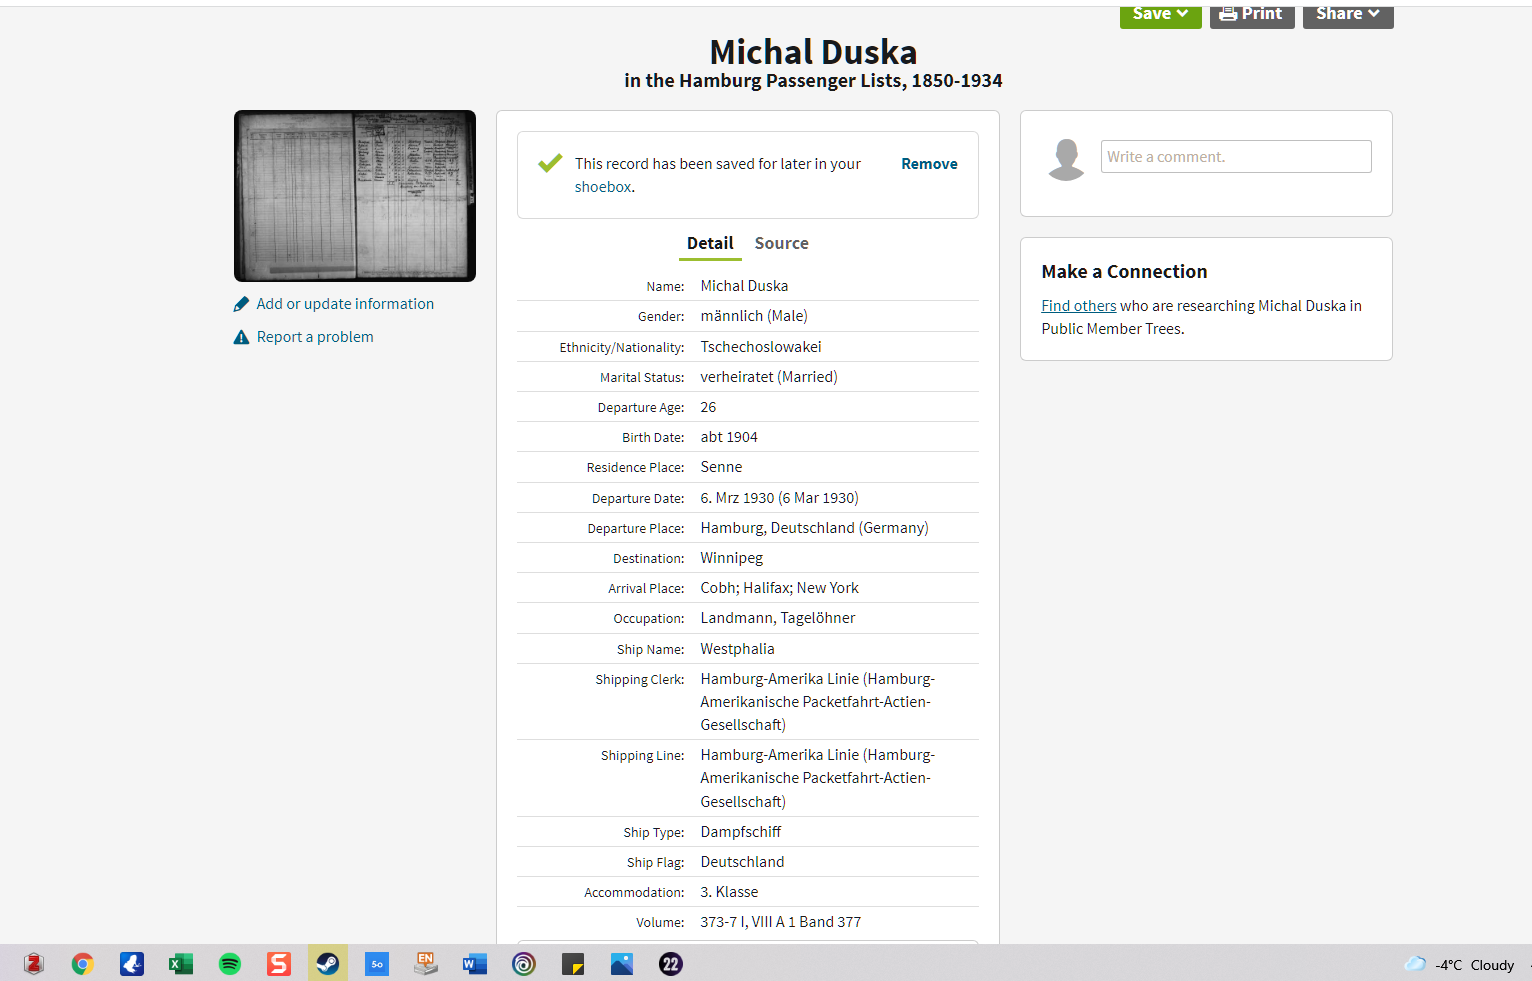 Save
Print
Share
Michal Duska
in the Hamburg Passenger Lists, 1850-1934
Add or update information
Report a problem
This record has been saved for later in your
shoebox.
Remove
Detail
Source
Name: Michal Duska
Gender: männlich (Male)
Ethnicity/Nationality: Tschechoslowakei
Marital Status: verheiratet (Married)
Departure Age: 26
Birth Date: abt 1904
Residence Place: Senne
Departure Date: 6. Mrz 1930 (6 Mar 1930)
Departure Place: Hamburg, Deutschland (Germany)
Destination: Winnipeg
Arrival Place: Cobh; Halifax; New York
Occupation: Landmann, Tagelöhner
Ship Name: Westphalia
Shipping Clerk: Hamburg-Amerika Linie (Hamburg-
Amerikanische Packetfahrt-Actien-
Gesellschaft)
Shipping Line: Hamburg-Amerika Linie (Hamburg-
Amerikanische Packetfahrt-Actien-
Gesellschaft)
Ship Type: Dampfschiff
Ship Flag: Deutschland
Accommodation: 3. Klasse
Volume: 373-7 I, VIII A 1 Band 377
Write a comment.
Make a Connection
Find others who are researching Michal Duska in
Public Member Trees.
EN
22
-4°C Cloudy